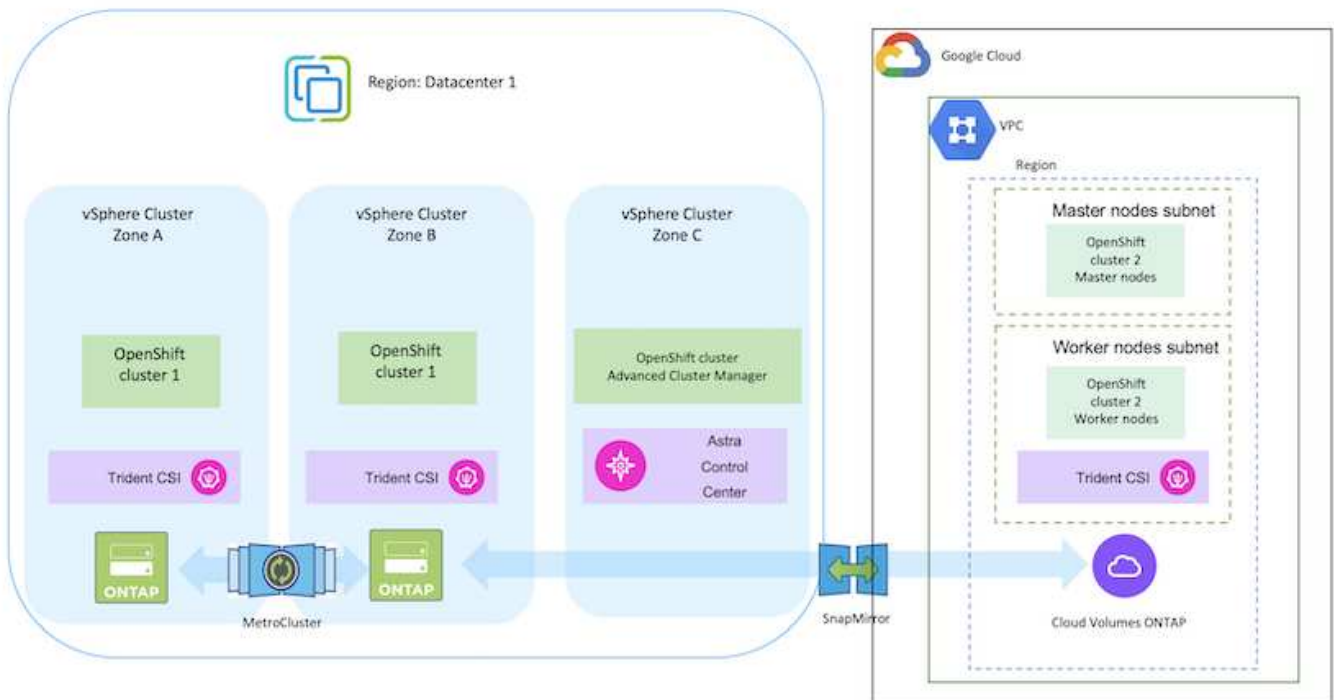 Region: Datacenter 1
vSphere Cluster
Zone A
OpenShift
cluster 1
Trident CSI
ONTAP
MetroCluster
vSphere Cluster
Zone B
OpenShift
cluster 1
Trident CSI
ONTAP
vSphere Cluster
Zone C
OpenShift cluster
Advanced Cluster Manager
Astra
Control
Center
SnapMirror
Google Cloud
VPC
Region
Master nodes subnet
OpenShift
cluster 2
Master nodes
Worker nodes subnet
OpenShift
cluster 2
Worker nodes
Trident CSI
Cloud Volumes ONTAP